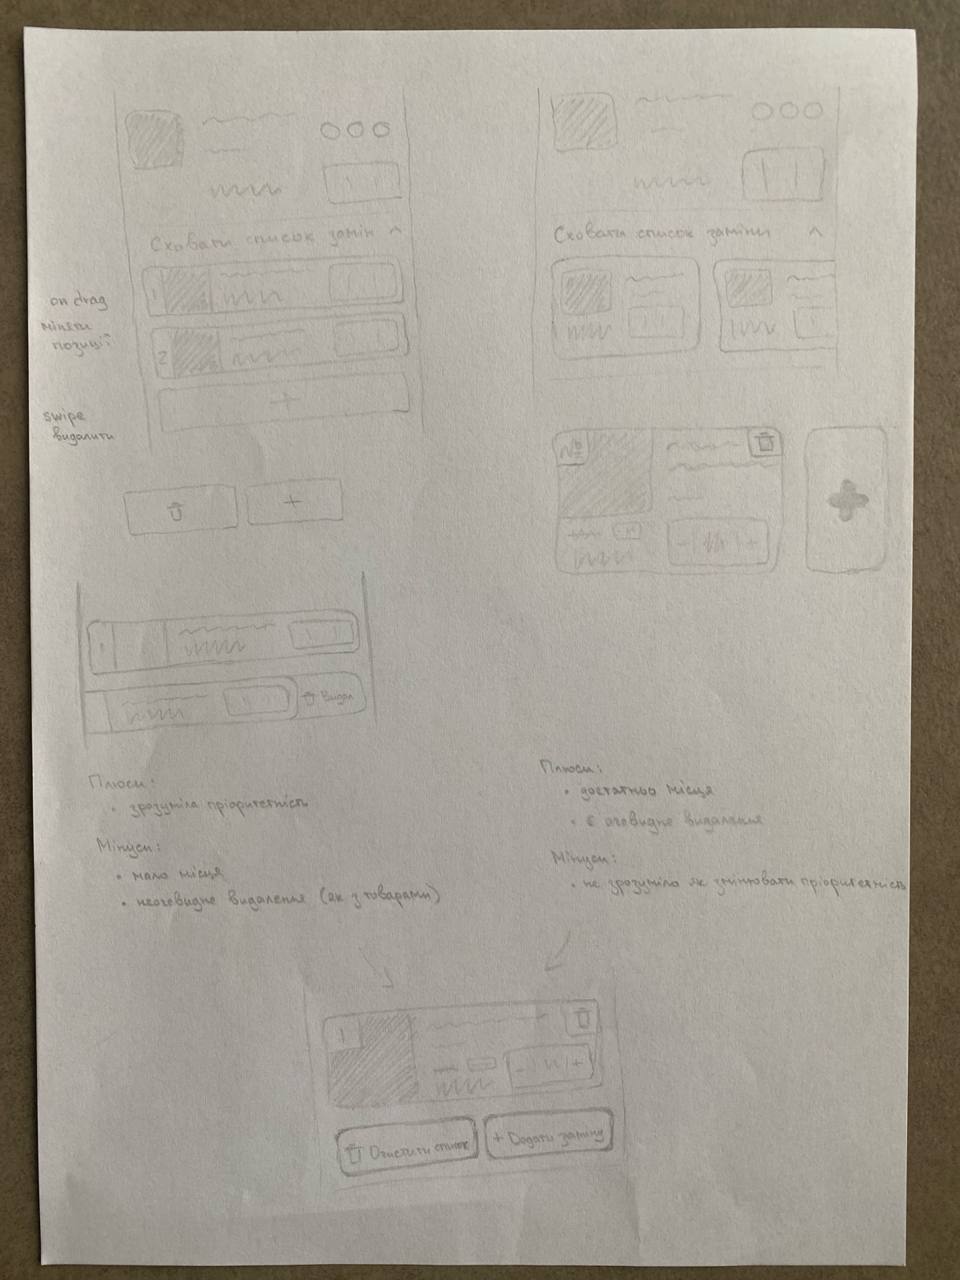 Сховати список замін ^
1
on drag
міняти
позиції
2
+
swipe
видалити
+
1
Видал
Плюси:
• зрозуміла пріоритетність
Мінуси:
• мало місця
• неочевидне видалення (як з товарами)
Сховати список заміни ^
№
- +
+
Плюси:
• достатньо місця
• є очевидне видалення
Мінуси:
• не зрозуміло як змінювати пріоритетність
1
- +
Очистити список
+ Додати заміну